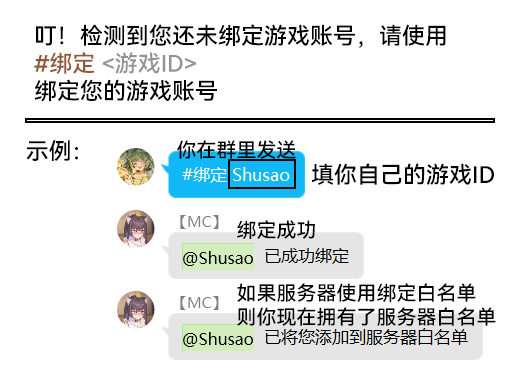 叮！检测到您还未绑定游戏账号，请使用
#绑定 <游戏ID>
绑定您的游戏账号
示例：
你在群里发送
#绑定 Shusao 填你自己的游戏ID
【MC】 绑定成功
@Shusao 已成功绑定
【MC】 如果服务器使用绑定白名单
则你现在拥有了服务器白名单
@Shusao 已将您添加到服务器白名单